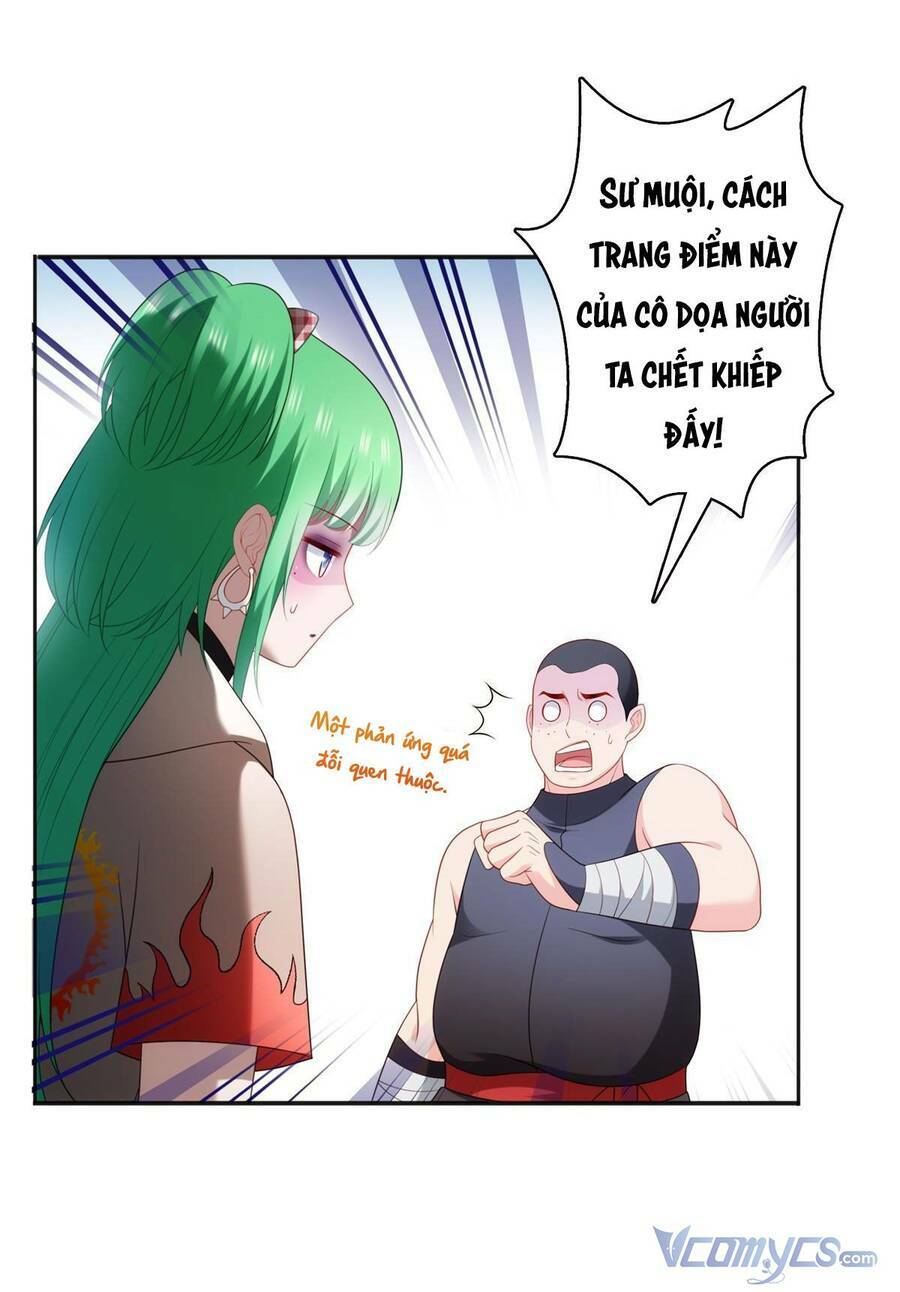 SƯ MUỘI, CÁCH
TRANG ĐIỂM NÀY
CỦA CÔ DỌA NGƯỜI
TA CHẾT KHIẾP
ĐẤY!
Một phản ứng quá
đỗi quen thuộc.
VCOMYCS.com